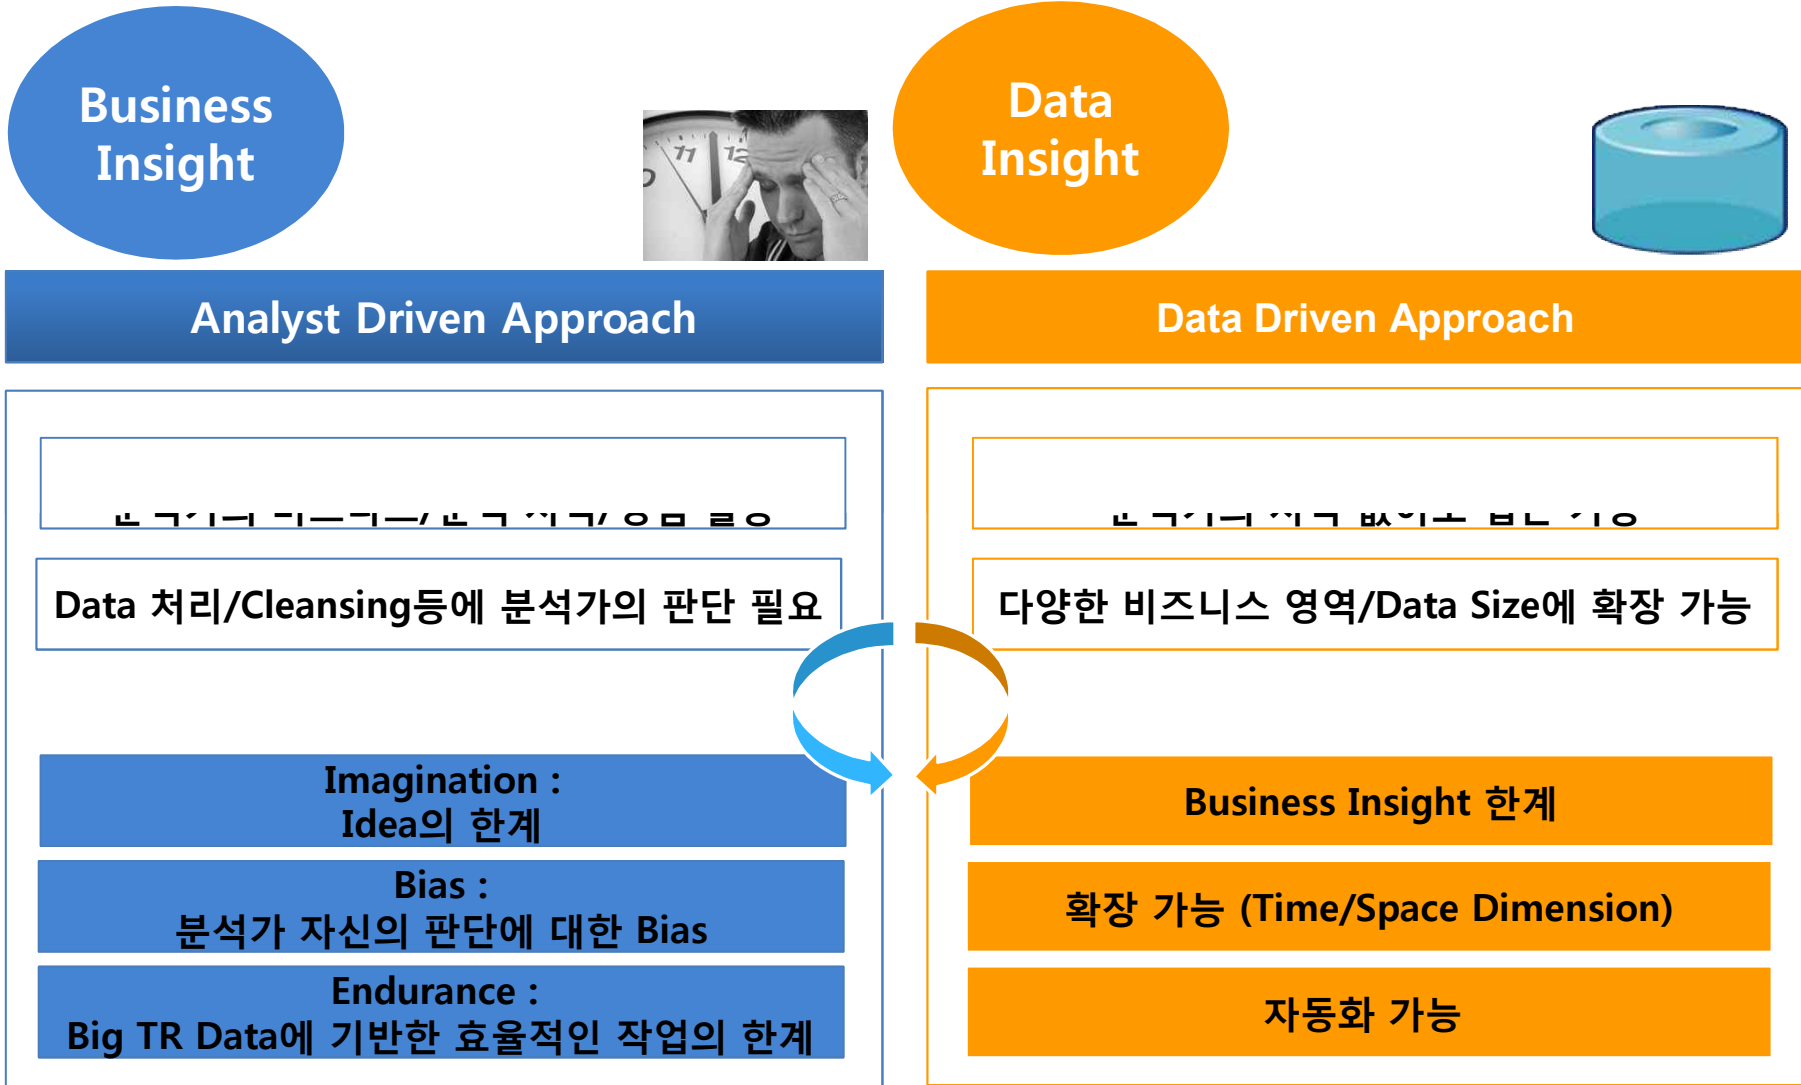 Business
Insight
11
12
Data
Insight
Analyst Driven Approach
Data Driven Approach
Data 처리/Cleansing등에 분석가의 판단 필요
Imagination :
Idea의 한계
Bias :
분석가 자신의 판단에 대한 Bias
Endurance :
Big TR Data에 기반한 효율적인 작업의 한계
다양한 비즈니스 영역/Data Size에 확장 가능
Business Insight 한계
확장 가능 (Time/Space Dimension)
자동화 가능